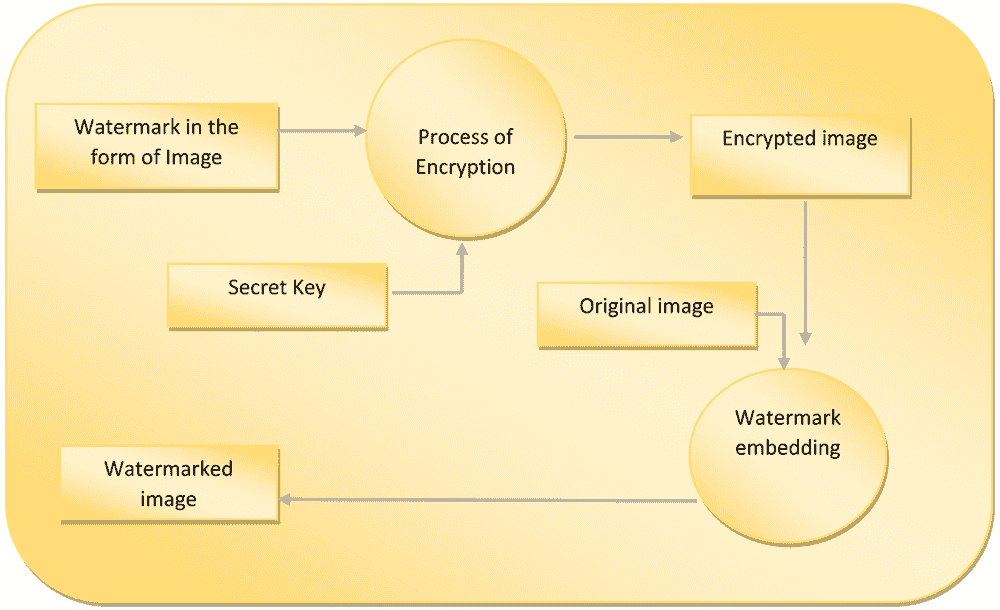 Watermark in the
form of Image
Process of
Encryption
Encrypted image
Secret Key
Original image
Watermark
embedding
Watermarked
image